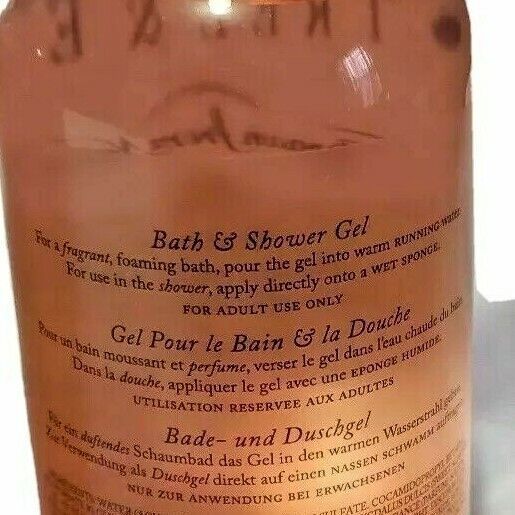 Bath & Shower Gel
For a fragrant, foaming bath, pour the gel into warm RUNNING water.
For use in the shower, apply directly onto a WET SPONGE.
FOR ADULT USE ONLY
Gel Pour le Bain & la Douche
Pour un bain moussant et perfume, verser le gel dans l'eau chaude du bain.
Dans la douche, appliquer le gel avec une EPONGE HUMIDE.
UTILISATION RESERVEE AUX ADULTES
Bade- und Duschgel
Für ein duftendes Schaumbad das Gel in den warmen Wasserstrahl
Zur Verwendung als Duschgel direkt auf einen NASSEN SCHWAMM
NUR ZUR ANWENDUNG BEI ERWACHSENEN
WATER